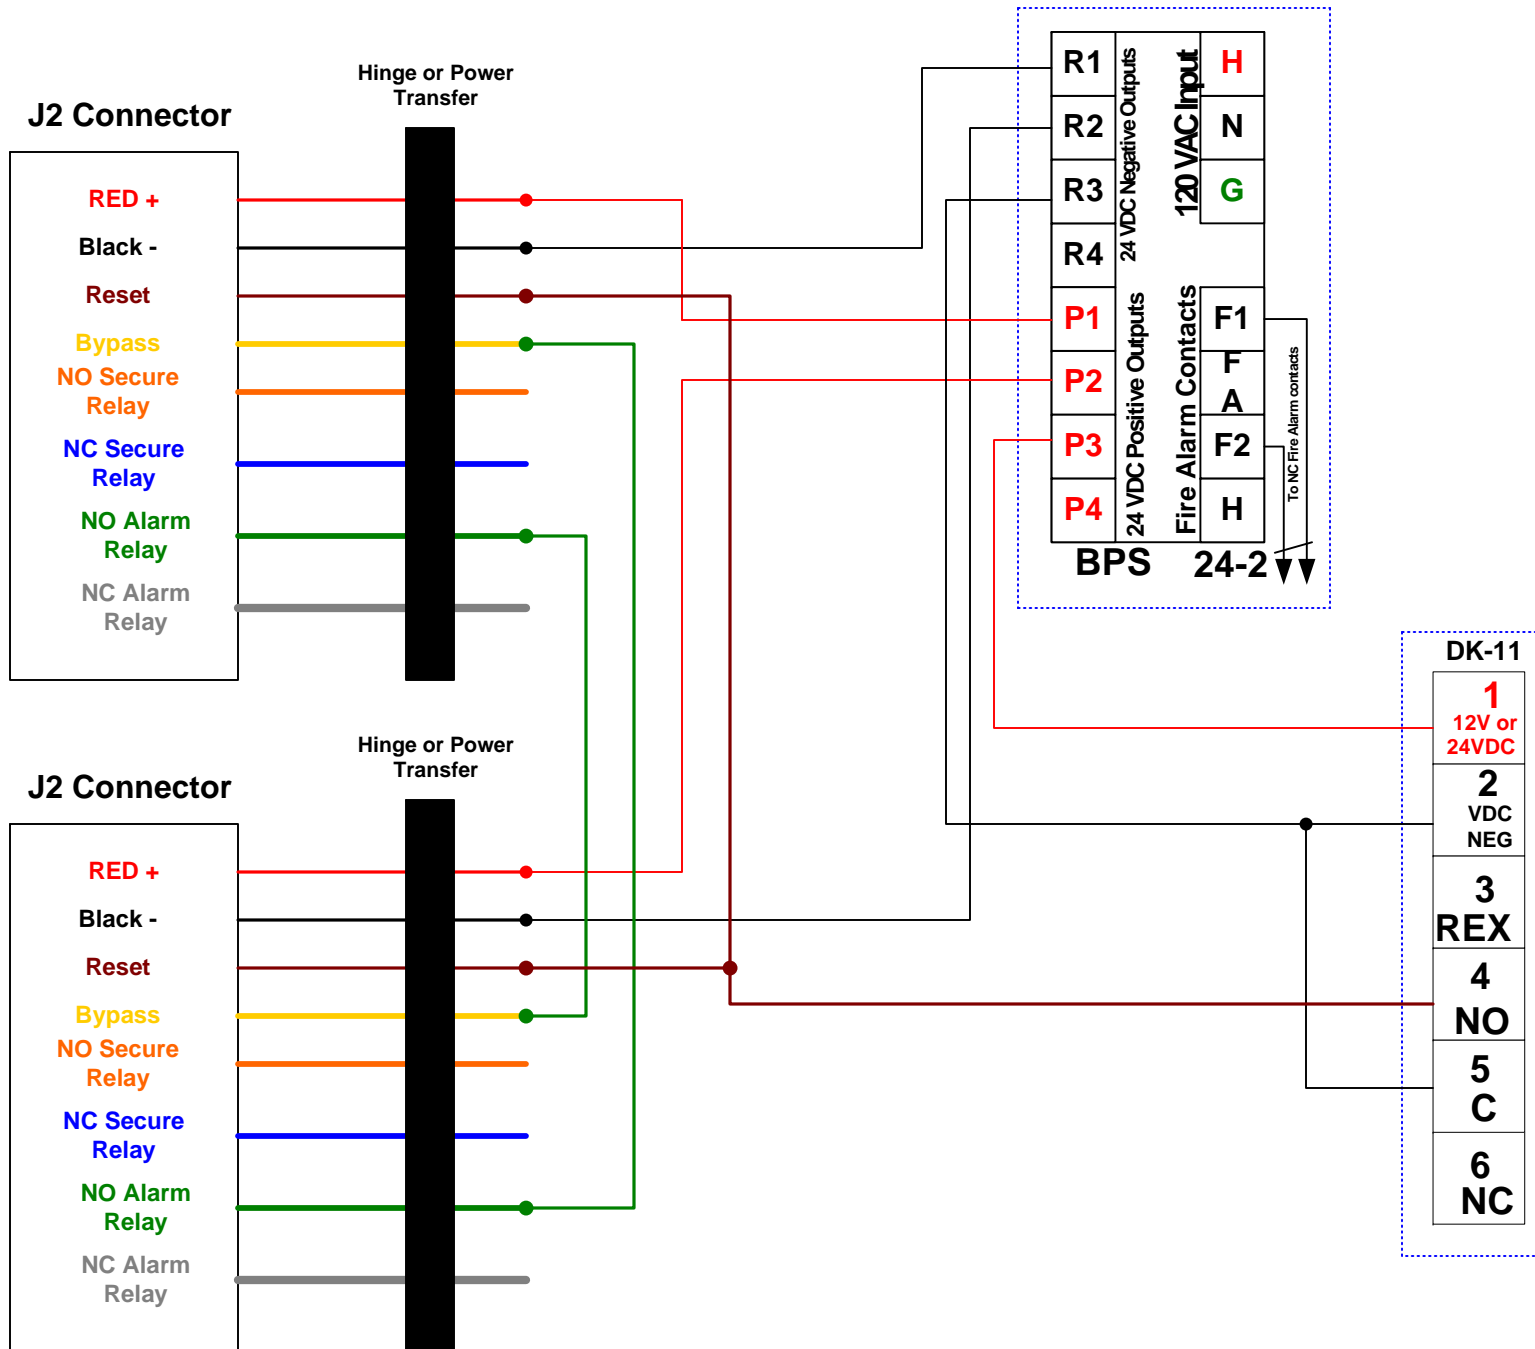 Hinge or Power
Transfer
J2 Connector
RED +
Black -
Reset
Bypass
NO Secure
Relay
NC Secure
Relay
NO Alarm
Relay
NC Alarm
Relay
R1
R2
R3
R4
P1
P2
P3
P4
24 VDC Negative Outputs
24 VDC Positive Outputs
120 VAC Input
Fire Alarm Contacts
H
N
G
F1
F
A
F2
H
To NC Fire Alarm contacts
BPS 24-2
DK-11
1
12V or
24VDC
2
VDC
NEG
3
REX
4
NO
5
C
6
NC
Hinge or Power
Transfer
J2 Connector
RED +
Black -
Reset
Bypass
NO Secure
Relay
NC Secure
Relay
NO Alarm
Relay
NC Alarm
Relay